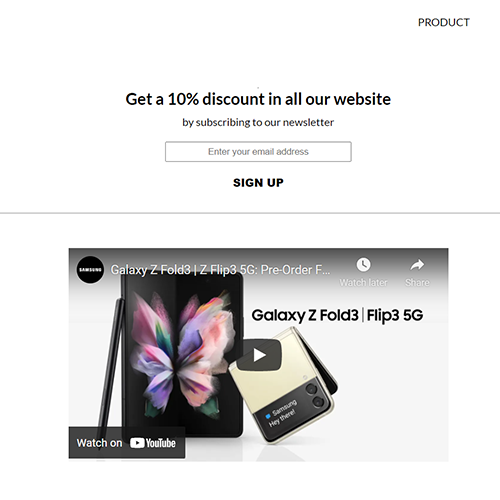 PRODUCT
Get a 10% discount in all our website
by subscribing to our newsletter
Enter your email address
SIGN UP
SAMSUNG
Galaxy Z Fold3 | Z Flip3 5G: Pre-Order F...
Watch later
Share
Galaxy Z Fold3 | Flip3 5G
Samsung
Hey there!
Watch on YouTube